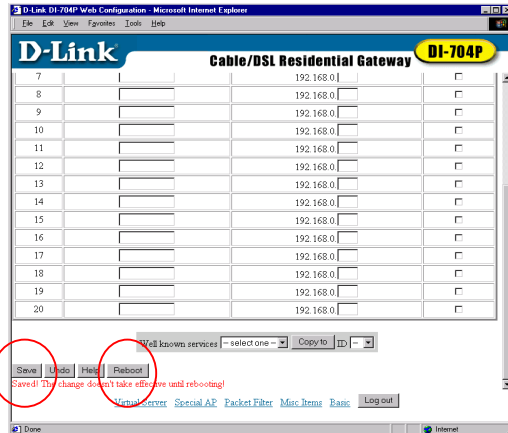 D-Link DI-704P Web Configuration - Microsoft Internet Explorer
File Edit View Favorites Tools Help
D-Link
Cable/DSL Residential Gateway DI-704P
7 192.168.0.
8 192.168.0.
9 192.168.0.
10 192.168.0.
11 192.168.0.
12 192.168.0.
13 192.168.0.
14 192.168.0.
15 192.168.0.
16 192.168.0.
17 192.168.0.
18 192.168.0.
19 192.168.0.
20 192.168.0.
Well known services -- select one -- Copy to ID --
Save Undo Help Reboot
Saved! The change doesn't take effective until rebooting!
Virtual Server Special AP Packet Filter Misc Items Basic Log out
Done Internet